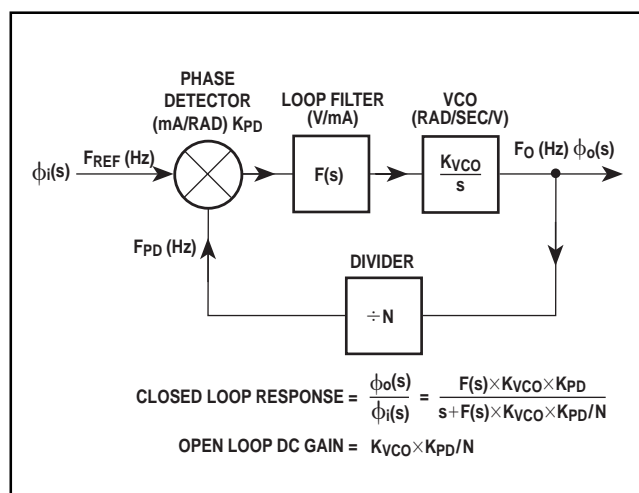 PHASE
DETECTOR
(mA/RAD) KPD
LOOP FILTER
(V/mA)
VCO
(RAD/SEC/V)
ϕi(s)
FREF (Hz)
F(s)
KVCO
s
FO (Hz) ϕo(s)
FPD (Hz)
DIVIDER
÷N
CLOSED LOOP RESPONSE = ϕo(s)/ϕi(s) = F(s)×KVCO×KPD/s+F(s)×KVCO×KPD/N
OPEN LOOP DC GAIN = KVCO×KPD/N